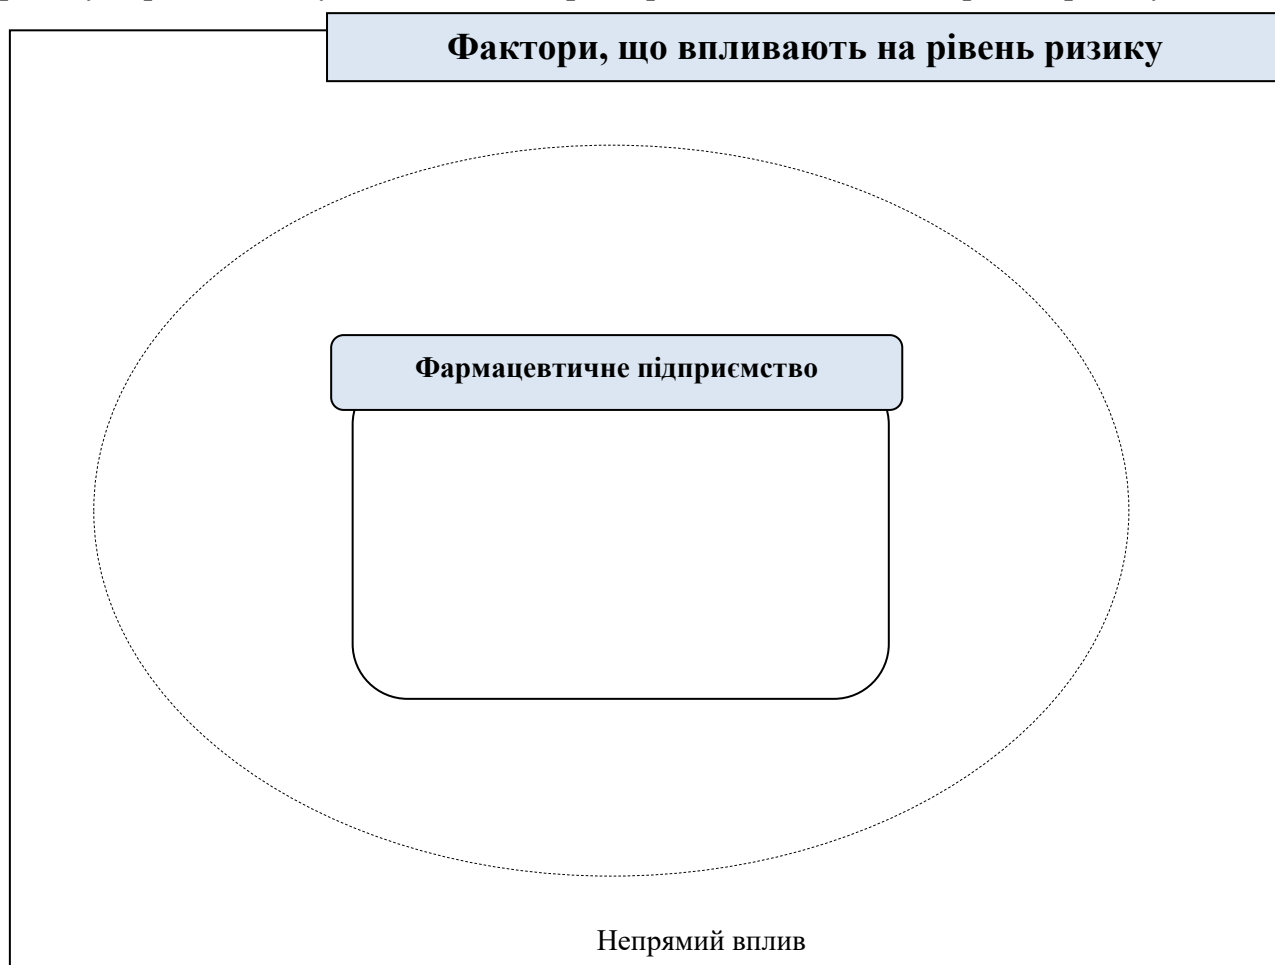 Фактори, що впливають на рівень ризику
Фармацевтичне підприємство
Непрямий вплив